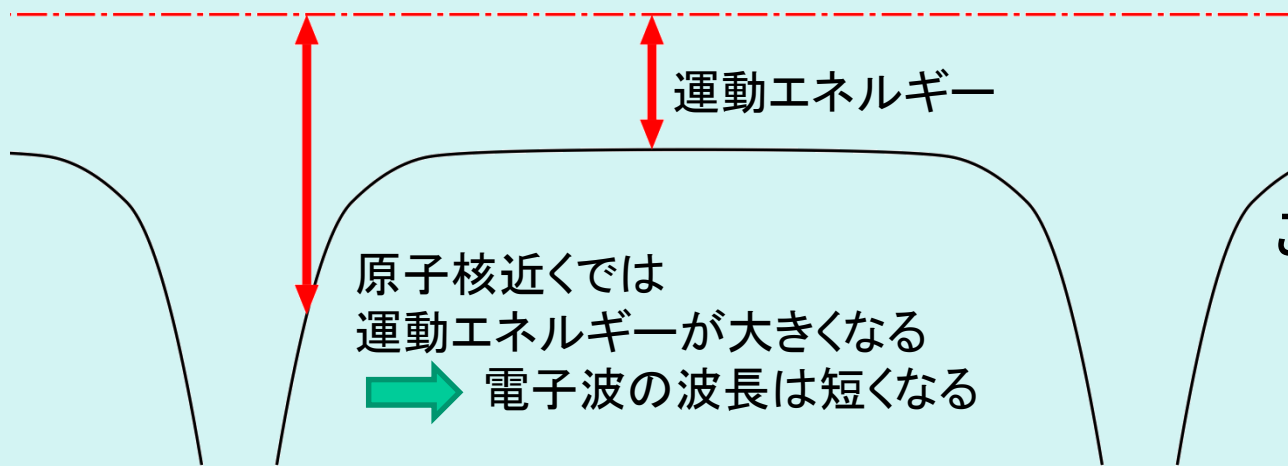 運動エネルギー
原子核近くでは
運動エネルギーが大きくなる
電子波の波長は短くなる